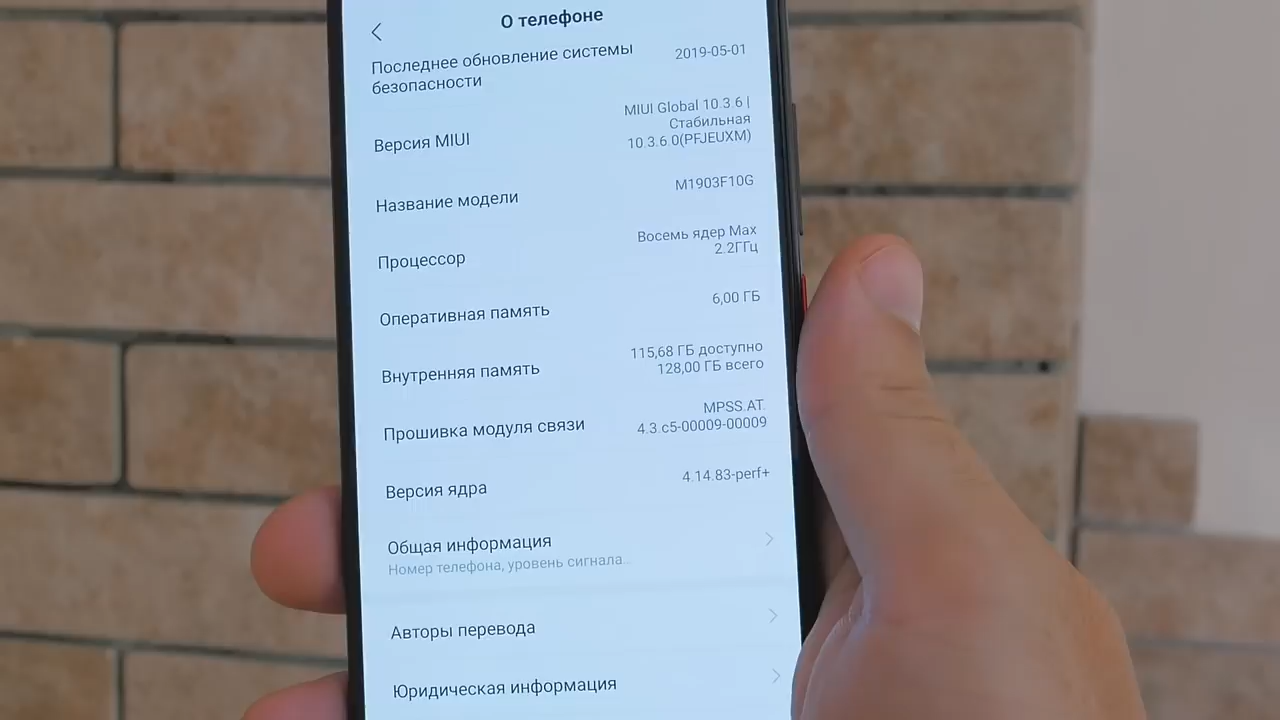 О телефоне
Последнее обновление системы
безопасности
2019-05-01
Версия MIUI
MIUI Global 10.3.6 |
Стабильная
10.3.6.0(PFJEUXM)
Название модели
M1903F10G
Процессор
Восемь ядер Max
2.2ГГц
Оперативная память
6,00 ГБ
Внутренняя память
115,68 ГБ доступно
128,00 ГБ всего
Прошивка модуля связи
MPSS.AT.
4.3.c5-00009-00009
Версия ядра
4.14.83-perf+
Общая информация
Номер телефона, уровень сигнала..
Авторы перевода
Юридическая информация